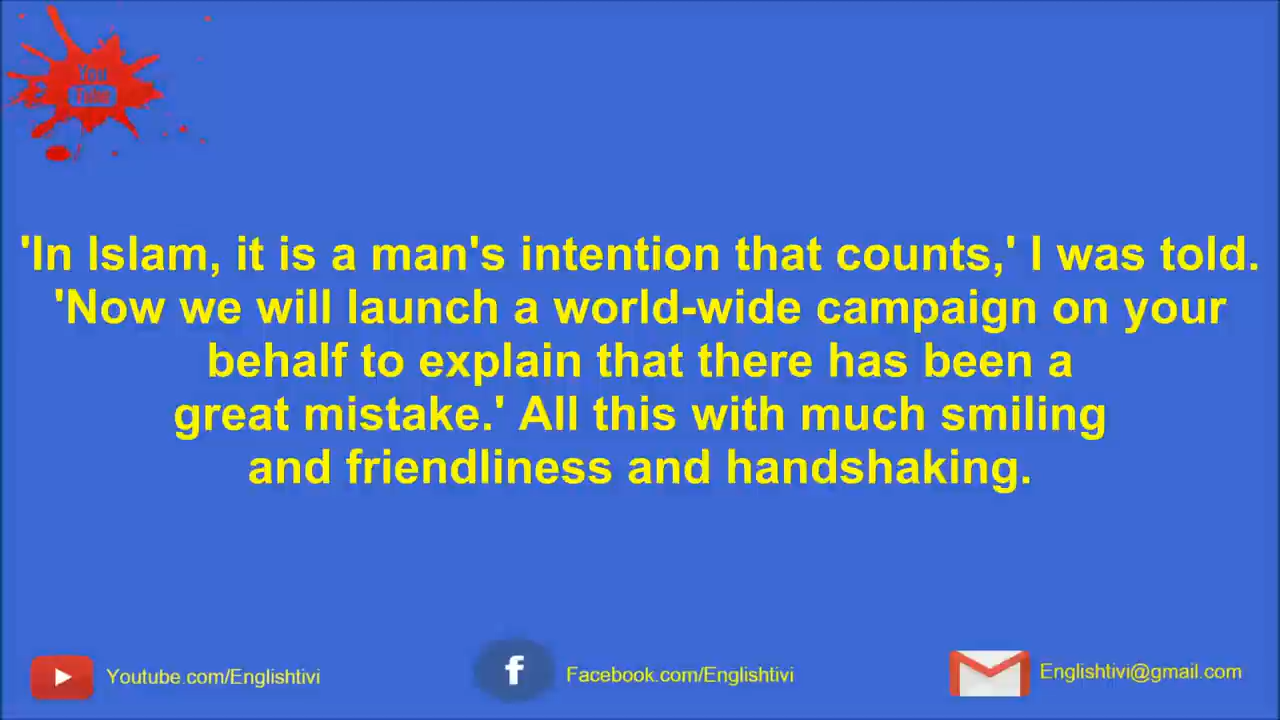 You
Tube
'In Islam, it is a man's intention that counts,' I was told.
'Now we will launch a world-wide campaign on your
behalf to explain that there has been a
great mistake.' All this with much smiling
and friendliness and handshaking.
Youtube.com/Englishtivi
f
Facebook.com/Englishtivi
Englishtivi@gmail.com